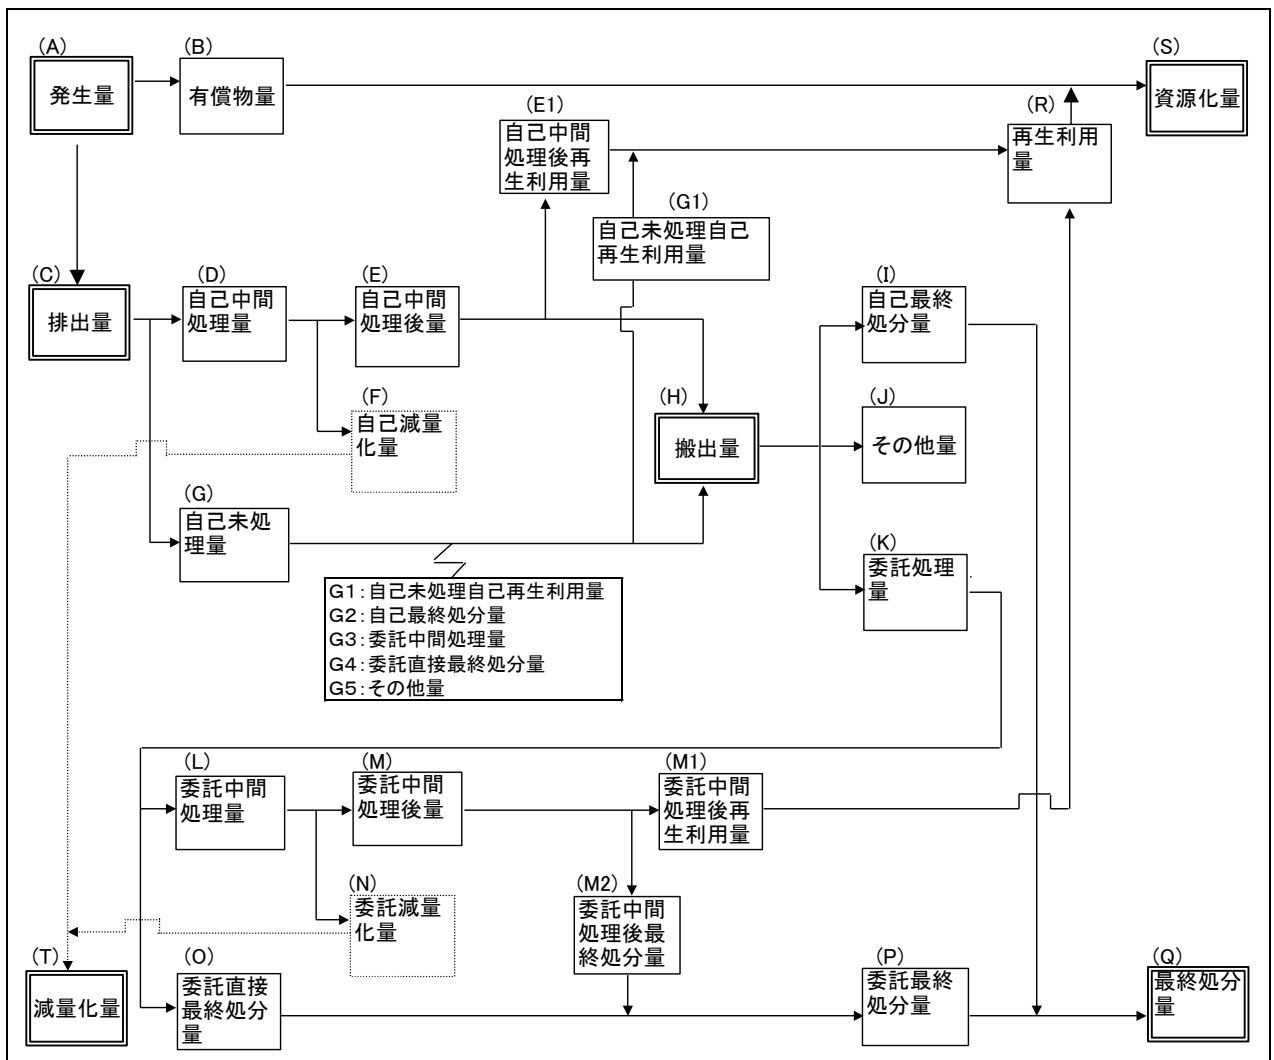 (A)
発生量
(B)
有償物量
(S)
資源化量
(E1)
自己中間
処理後再
生利用量
(R)
再生利用
量
(G1)
自己未処理自己
再生利用量
(C)
排出量
(D)
自己中間
処理量
(E)
自己中間
処理後量
(I)
自己最終
処分量
(F)
自己減量
化量
(H)
搬出量
(J)
その他量
(G)
自己未処
理量
(K)
委託処理
量
G1:自己未処理自己再生利用量
G2:自己最終処分量
G3:委託中間処理量
G4:委託直接最終処分量
G5:その他量
(L)
委託中間
処理量
(M)
委託中間
処理後量
(M1)
委託中間
処理後再
生利用量
(N)
委託減量
化量
(M2)
委託中間
処理後最
終処分量
(T)
減量化量
(O)
委託直接
最終処分
量
(P)
委託最終
処分量
(Q)
最終処分
量